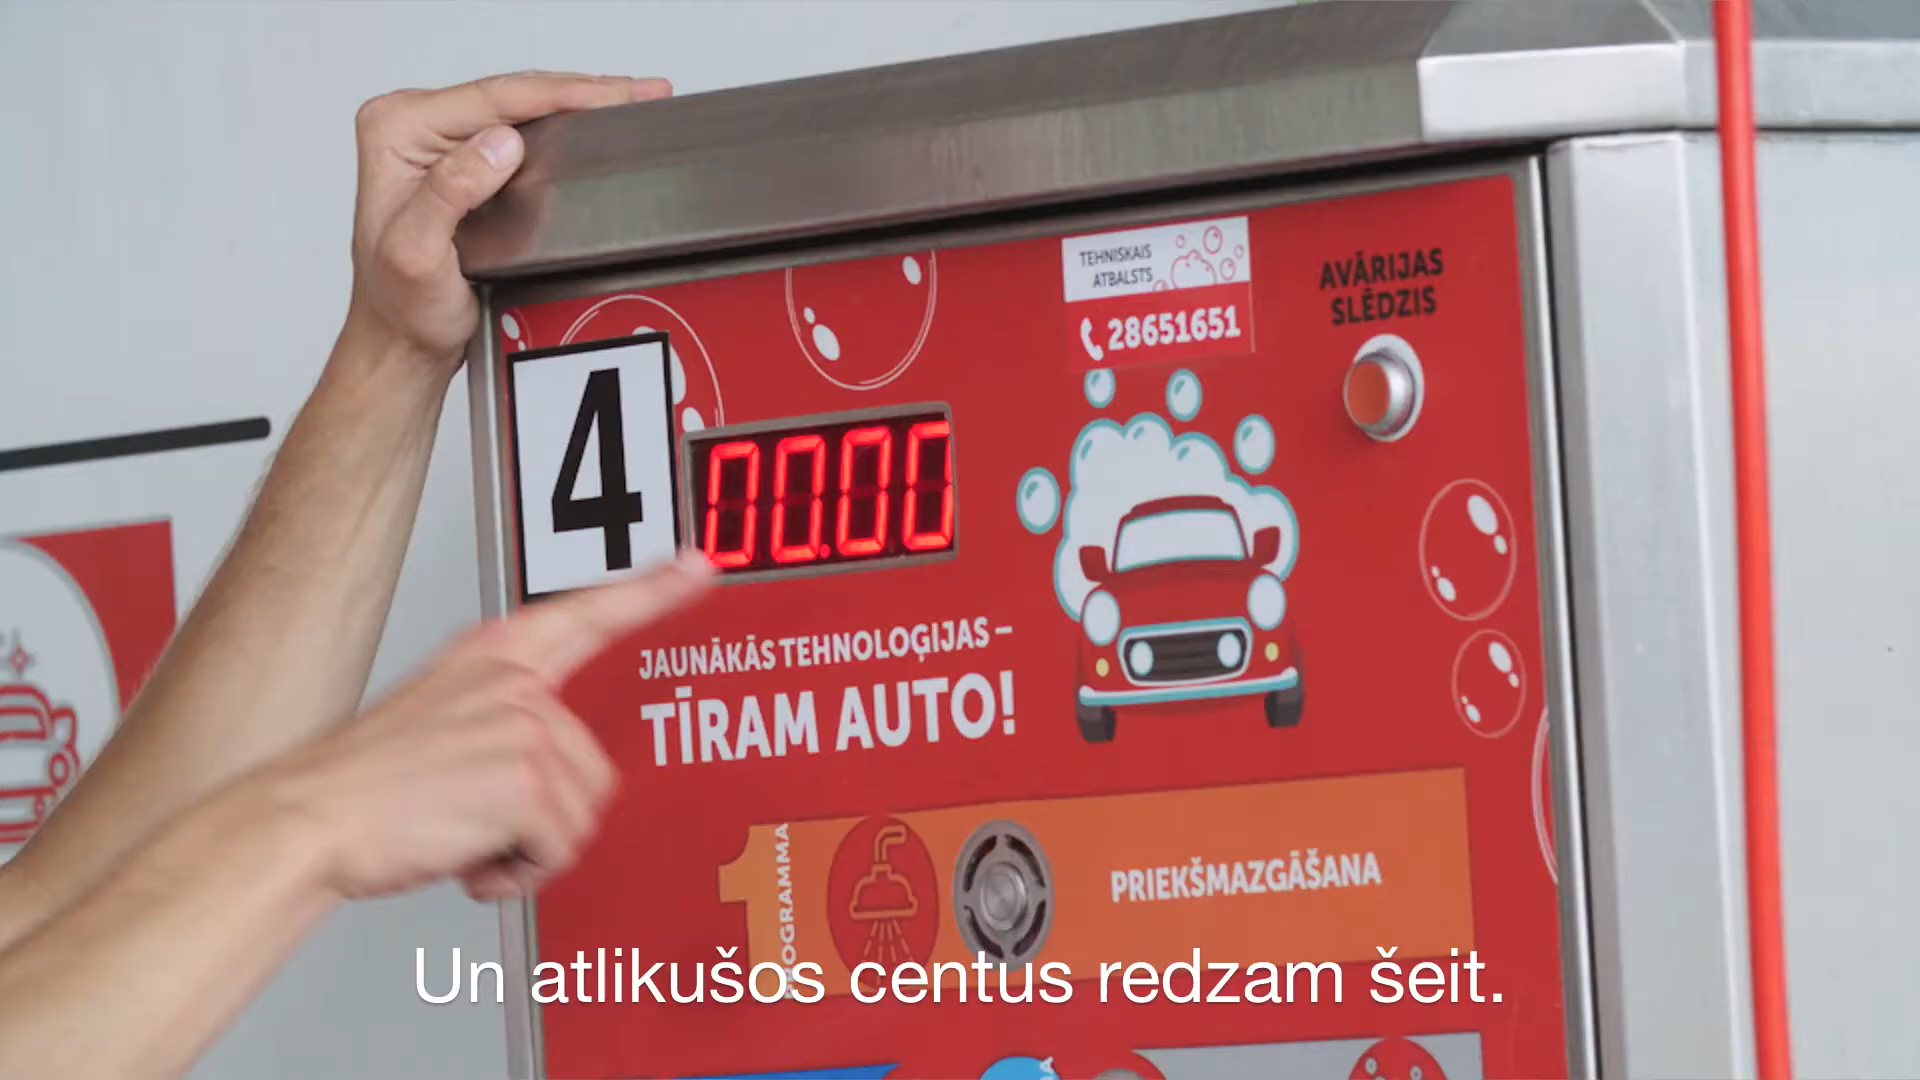 TEHNISKAIS
ATBALSTS
28651651
AVĀRIJAS
SLĒDZIS
4
00.00
JAUNĀKĀS TEHNOLOĢIJAS –
TĪRAM AUTO!
1
PROGRAMMA
PRIEKŠMAZGĀŠANA
Un atlikušos centus redzam šeit.